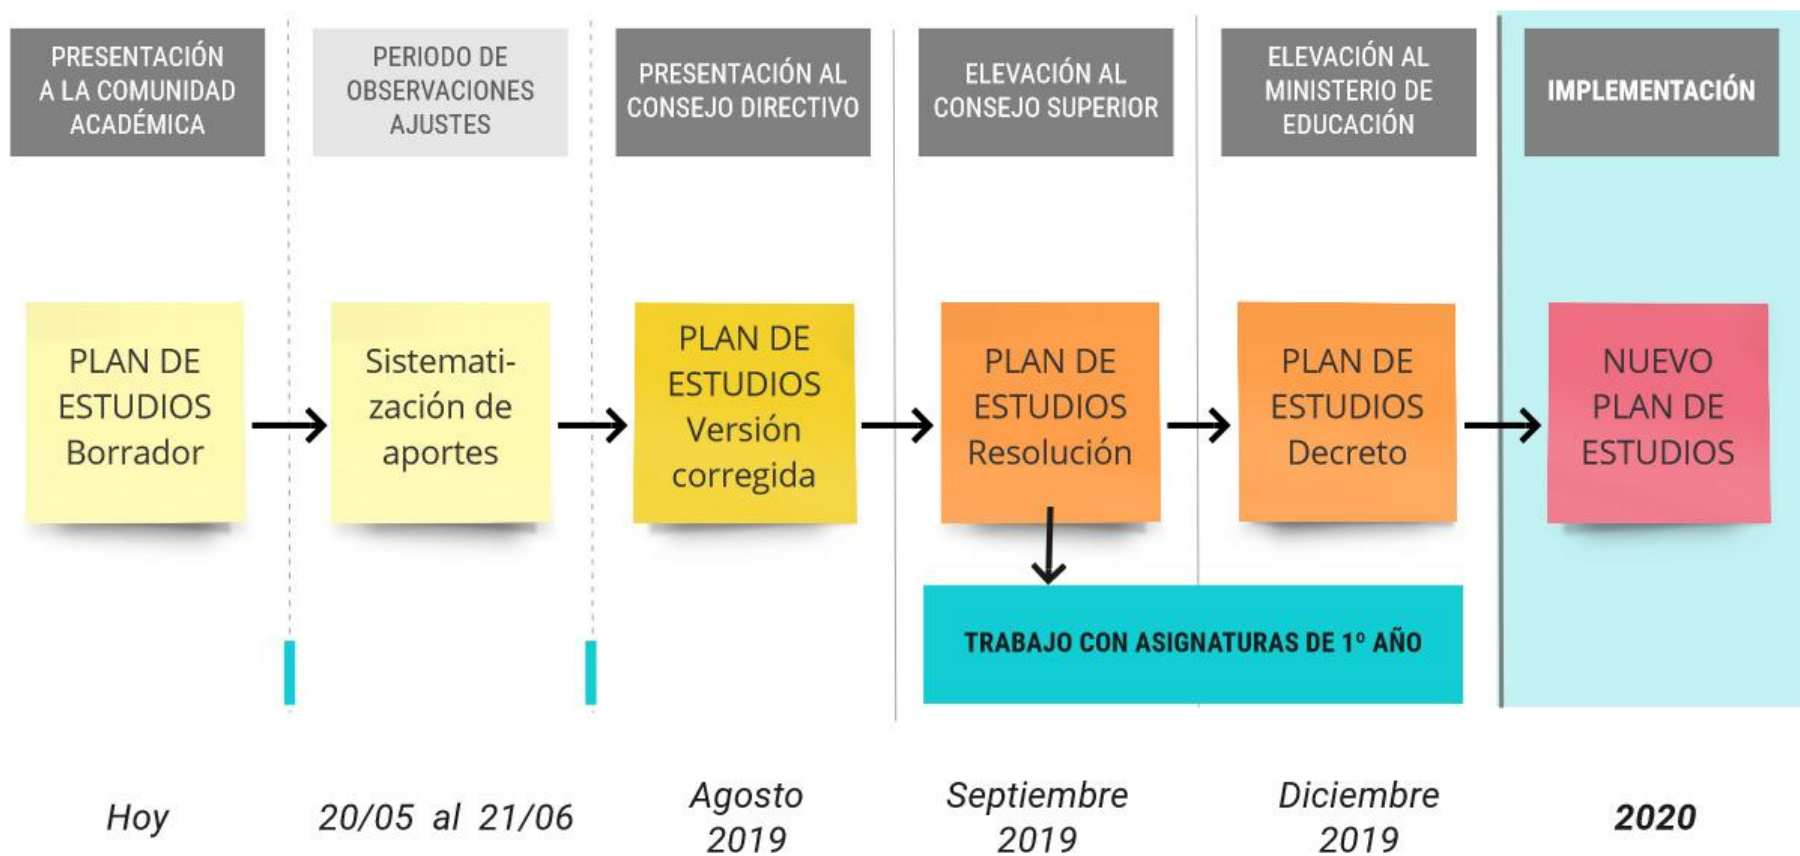 PRESENTACIÓN
A LA COMUNIDAD
ACADÉMICA
PERIODO DE
OBSERVACIONES
AJUSTES
PRESENTACIÓN AL
CONSEJO DIRECTIVO
ELEVACIÓN AL
CONSEJO SUPERIOR
ELEVACIÓN AL
MINISTERIO DE
EDUCACIÓN
IMPLEMENTACIÓN
PLAN DE
ESTUDIOS
Borrador
Sistemati-
zación de
aportes
PLAN DE
ESTUDIOS
Versión
corregida
PLAN DE
ESTUDIOS
Resolución
PLAN DE
ESTUDIOS
Decreto
NUEVO
PLAN DE
ESTUDIOS
TRABAJO CON ASIGNATURAS DE 1º AÑO
Hoy
20/05 al 21/06
Agosto
2019
Septiembre
2019
Diciembre
2019
2020